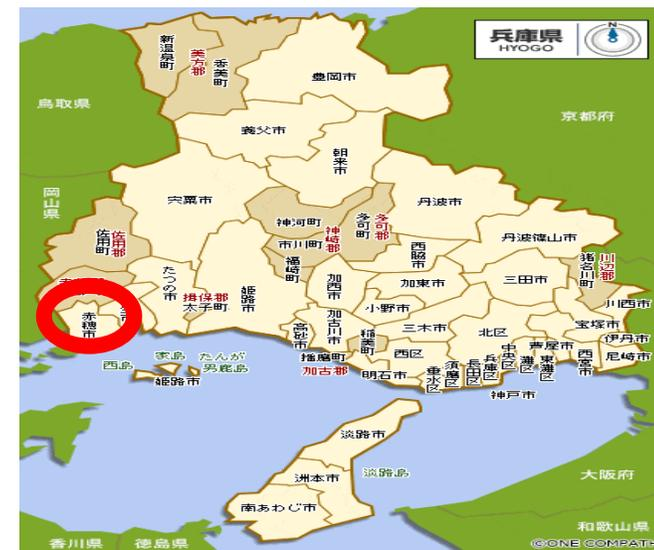 兵庫県
HYOGO
新温泉町
美方郡
香美町
豊岡市
鳥取県
京都府
養父市
朝来市
岡山県
宍粟市
丹波市
佐用町
佐用郡
神河町
神崎郡
多可町
多可郡
市川町
西脇市
丹波篠山市
福崎町
猪名川町
川辺郡
たつの市
揖保郡
太子町
姫路市
加西市
加東市
三田市
川西市
赤穂市
高砂市
加古川市
小野市
稲美町
三木市
北区
宝塚市
伊丹市
尼崎市
西宮市
芦屋市
東灘区
灘区
中央区
兵庫区
長田区
須磨区
垂水区
西区
明石市
播磨町
加古郡
神戸市
西島
家島
たんが
男鹿島
姫路市
淡路市
洲本市
淡路島
南あわじ市
大阪府
和歌山県
香川県
徳島県
©ONE COMPATH